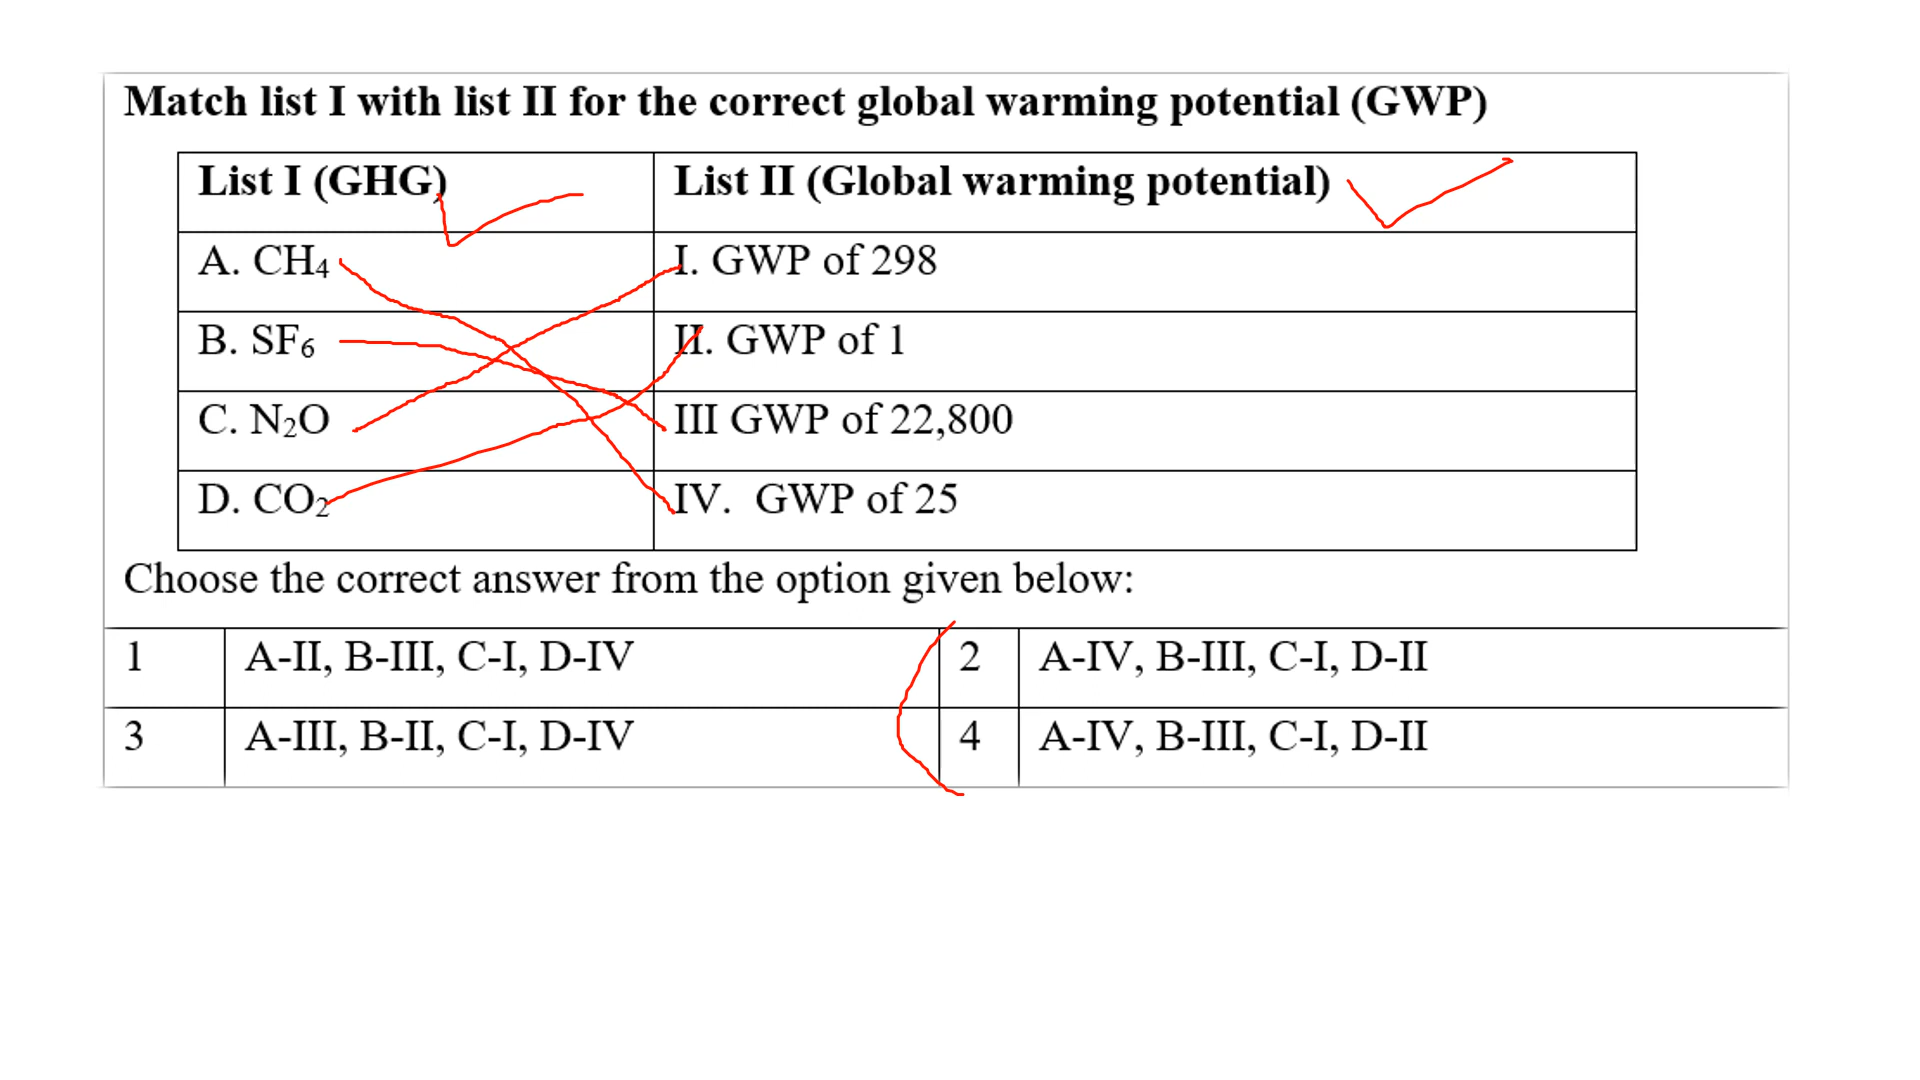 Match list I with list II for the correct global warming potential (GWP)
List I (GHG) List II (Global warming potential)
A. CH₄ I. GWP of 298
B. SF₆ II. GWP of 1
C. N₂O III GWP of 22,800
D. CO₂ IV. GWP of 25
Choose the correct answer from the option given below:
1 A-II, B-III, C-I, D-IV 2 A-IV, B-III, C-I, D-II
3 A-III, B-II, C-I, D-IV 4 A-IV, B-III, C-I, D-II